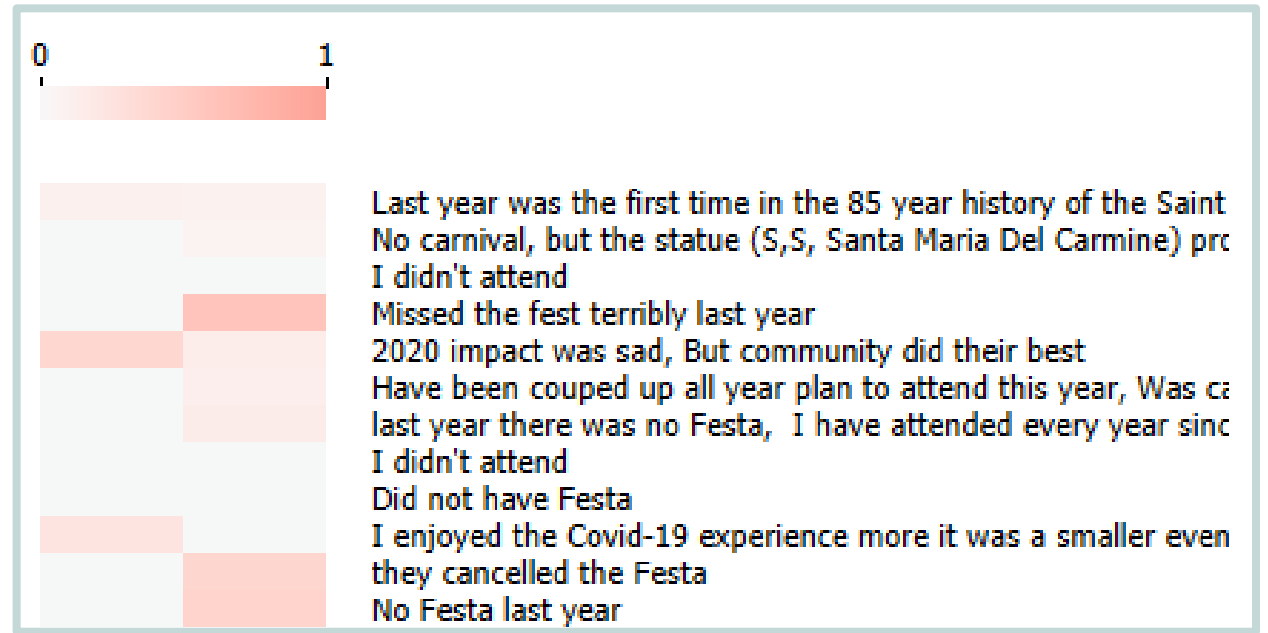 0 1
Last year was the first time in the 85 year history of the Saint
No carnival, but the statue (S,S, Santa Maria Del Carmine)
I didn't attend
Missed the fest terribly last year
2020 impact was sad, But community did their best
Have been couped up all year plan to attend this year, Was
last year there was no Festa,  I have attended every year
I didn't attend
Did not have Festa
I enjoyed the Covid-19 experience more it was a smaller
they cancelled the Festa
No Festa last year